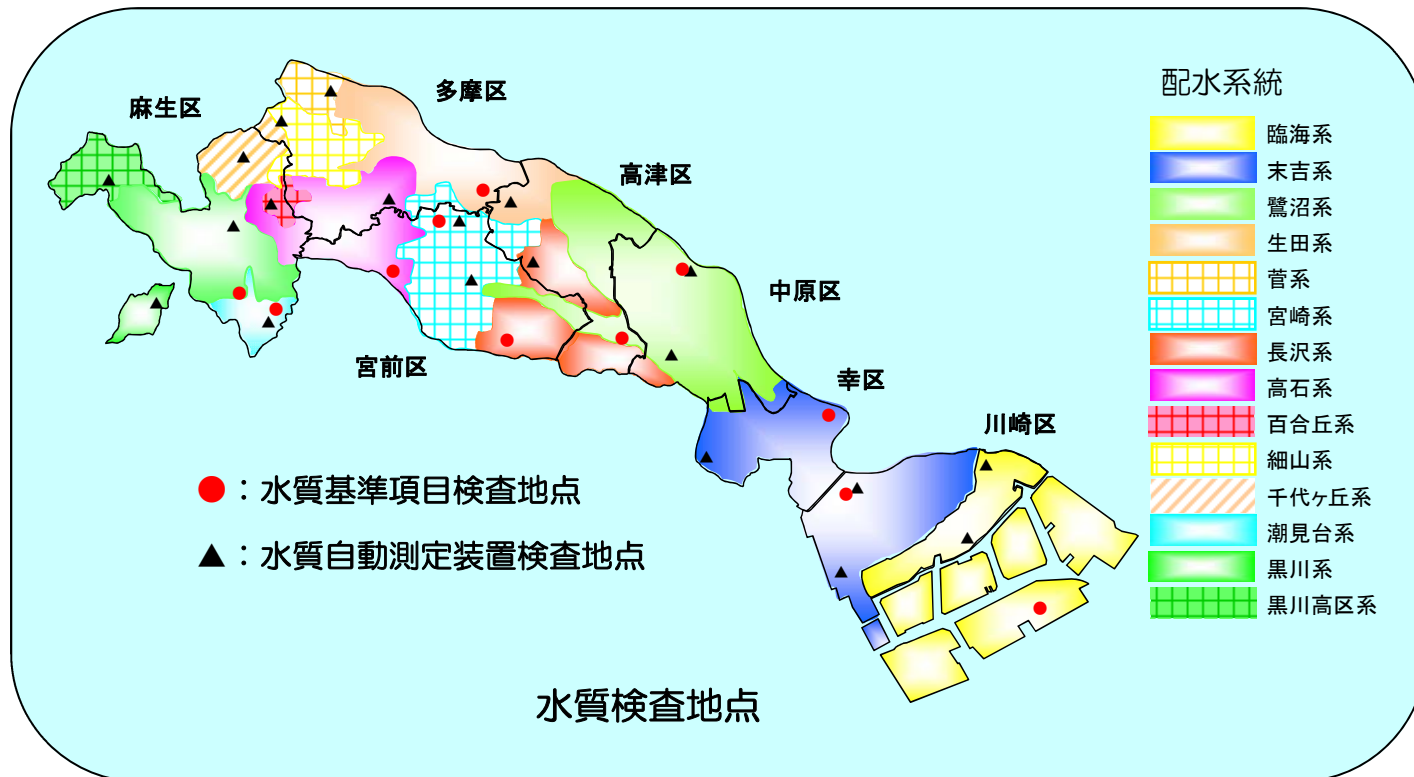 麻生区
多摩区
高津区
中原区
宮前区
幸区
川崎区
●：水質基準項目検査地点
▲：水質自動測定装置検査地点
水質検査地点
配水系統
臨海系
末吉系
鷺沼系
生田系
菅系
宮崎系
長沢系
高石系
百合丘系
細山系
千代ヶ丘系
潮見台系
黒川系
黒川高区系